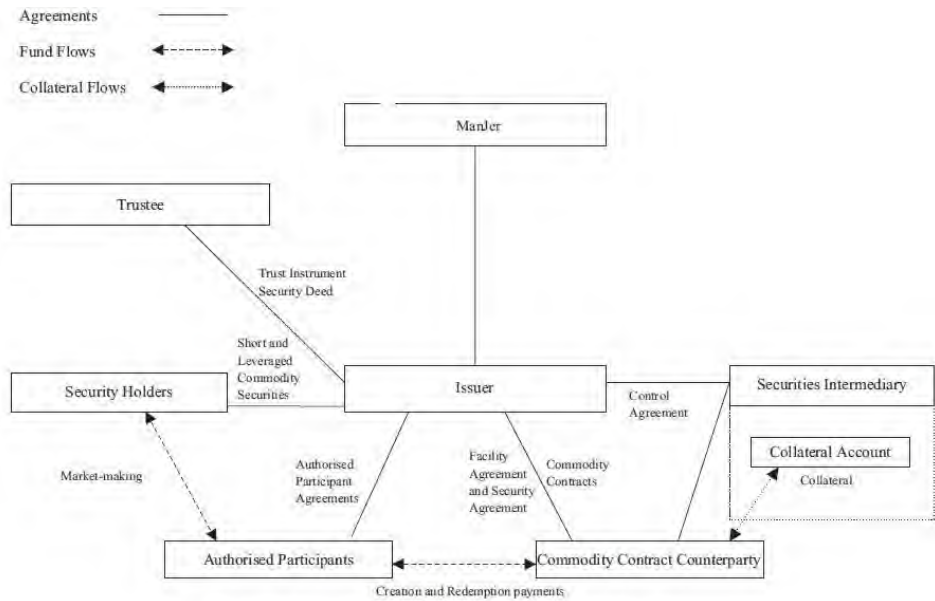 Agreements
Fund Flows
Collateral Flows
ManJer
Trustee
Trust Instrument
Security Deed
Short and
Leveraged
Commodity
Securities
Security Holders
Issuer
Securities Intermediary
Control
Agreement
Collateral Account
Collateral
Market-making
Authorised
Participant
Agreements
Facility
Agreement
and Security
Agreement
Commodity
Contracts
Authorised Participants
Commodity Contract Counterparty
Creation and Redemption payments